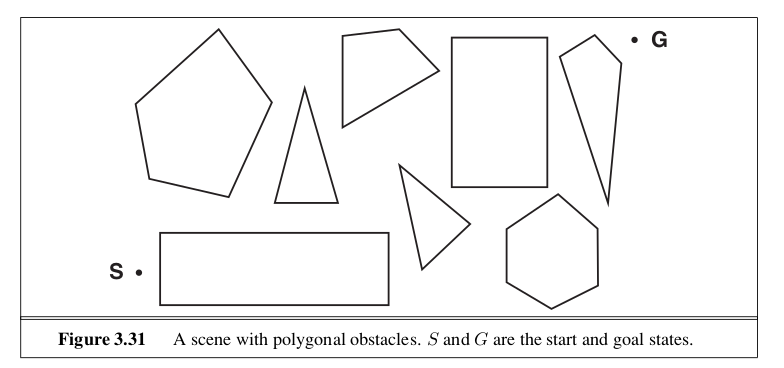 G
S
Figure 3.31 A scene with polygonal obstacles. S and G are the start and goal states.